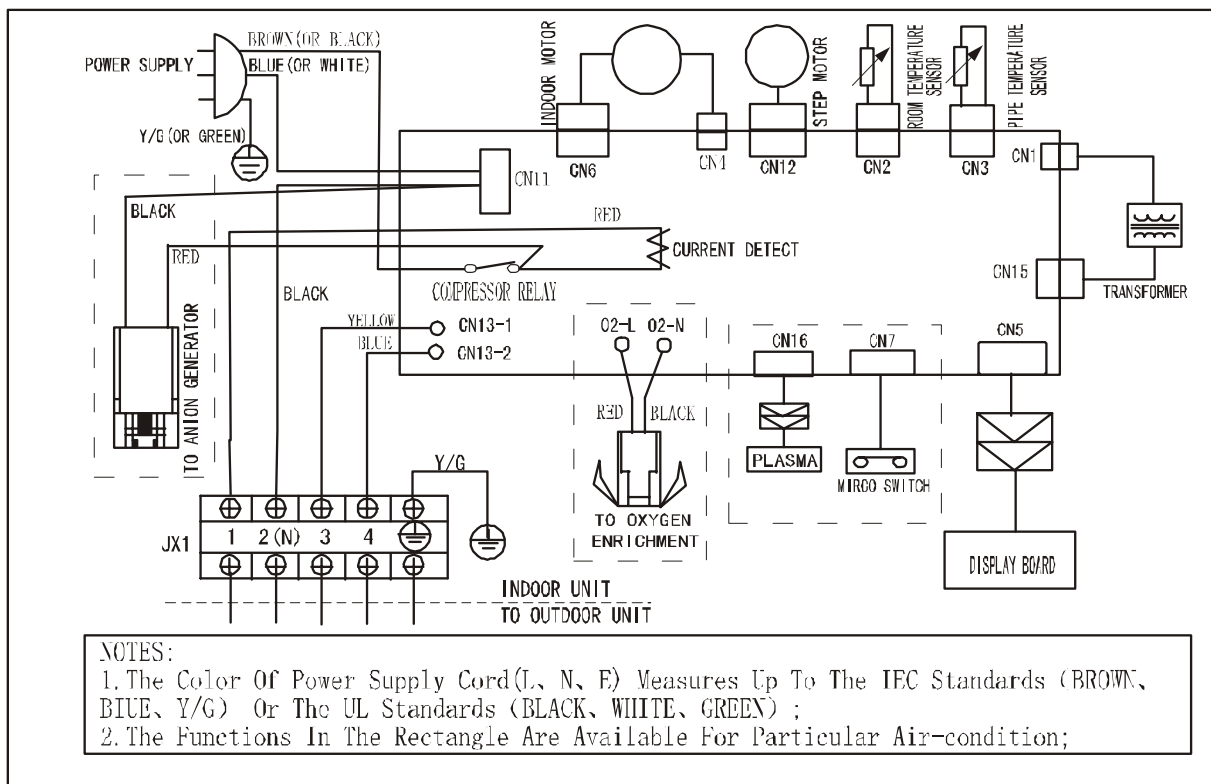 BROWN(OR BLACK)
POWER SUPPLY
BLUE(OR WHITE)
Y/G(OR GREEN)
INDOOR MOTOR
STEP MOTOR
ROOM TEMPERATURE
SENSOR
PIPE TEMPERATURE
SENSOR
CN6
CN4
CN12
CN2
CN3
CN1
CN11
BLACK
RED
RED
CURRENT DETECT
CN15
TRANSFORMER
BLACK
COMPRESSOR RELAY
YELLOW
CN13-1
BLUE
CN13-2
O2-L O2-N
CN16
CN7
CN5
TO ANION GENERATOR
RED
BLACK
PLASMA
MIRCO SWITCH
Y/G
TO OXYGEN
ENRICHMENT
JX1
1 2(N) 3 4
DISPLAY BOARD
INDOOR UNIT
TO OUTDOOR UNIT
NOTES:
1.The Color Of Power Supply Cord(L、N、E) Measures Up To The IEC Standards (BROWN、
BIUE、Y/G) Or The UL Standards (BLACK、WHITE、GREEN) ;
2.The Functions In The Rectangle Are Available For Particular Air-condition;